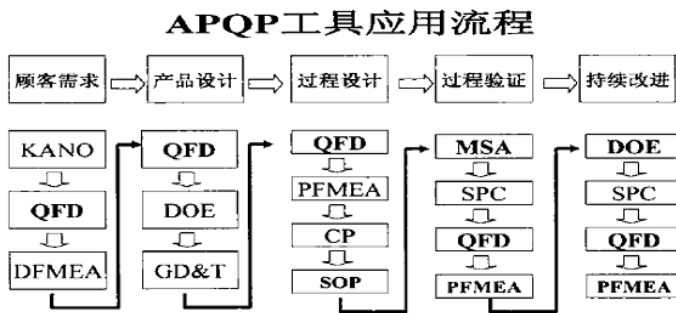 APQP工具应用流程
顾客需求 产品设计 过程设计 过程验证 持续改进
KANO
QFD
DFMEA
QFD
DOE
GD&T
QFD
PFMEA
CP
SOP
MSA
SPC
QFD
PFMEA
DOE
SPC
QFD
PFMEA